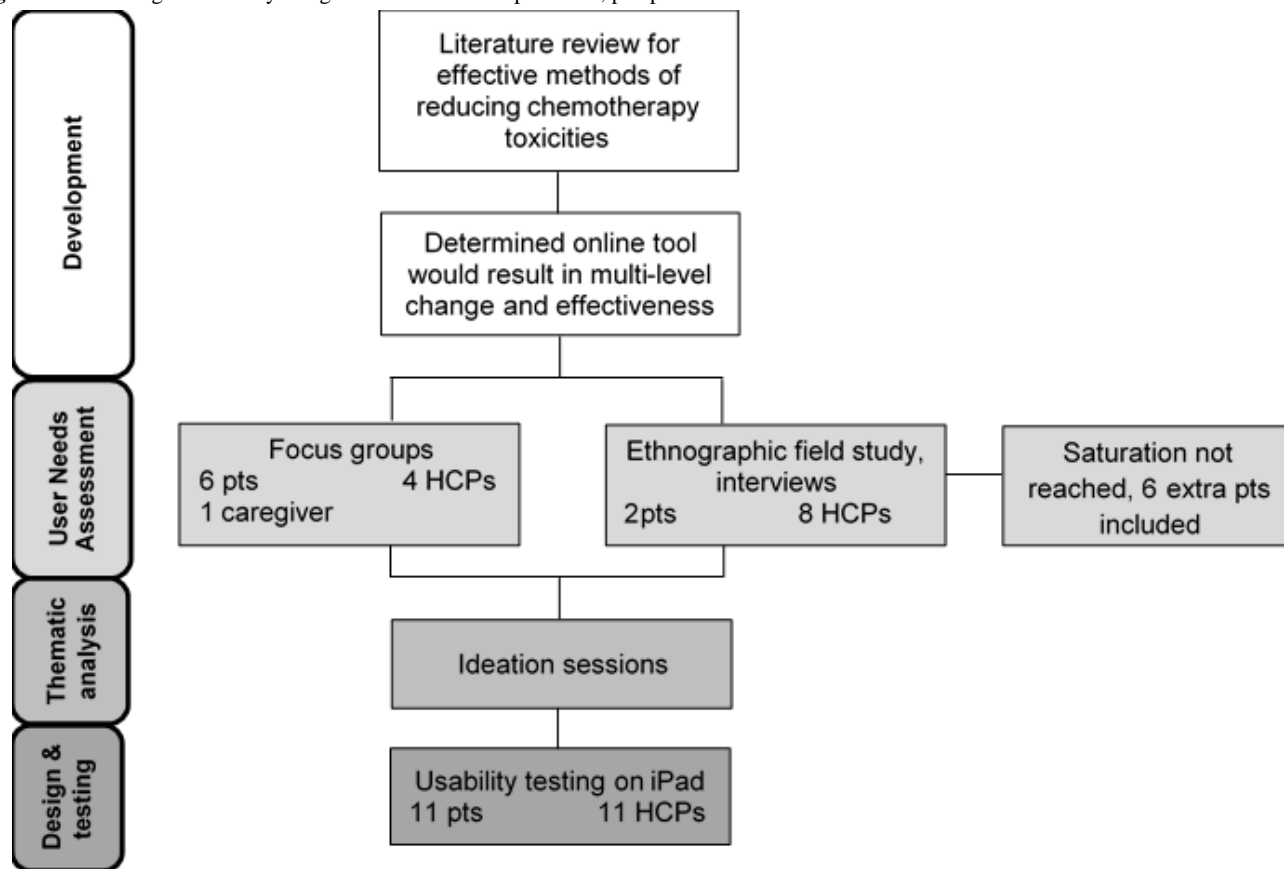 Development
Literature review for
effective methods of
reducing chemotherapy
toxicities
Determined online tool
would result in multi-level
change and effectiveness
User Needs
Assessment
Focus groups
6 pts 4 HCPs
1 caregiver
Ethnographic field study,
interviews
2pts 8 HCPs
Saturation not
reached, 6 extra pts
included
Thematic
analysis
Ideation sessions
Design &
testing
Usability testing on iPad
11 pts 11 HCPs